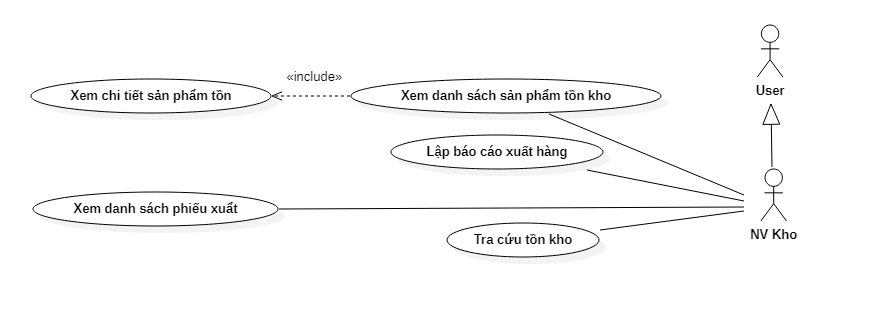 «include»
Xem chi tiết sản phẩm tồn
Xem danh sách sản phẩm tồn kho
User
Lập báo cáo xuất hàng
Xem danh sách phiếu xuất
Tra cứu tồn kho
NV Kho